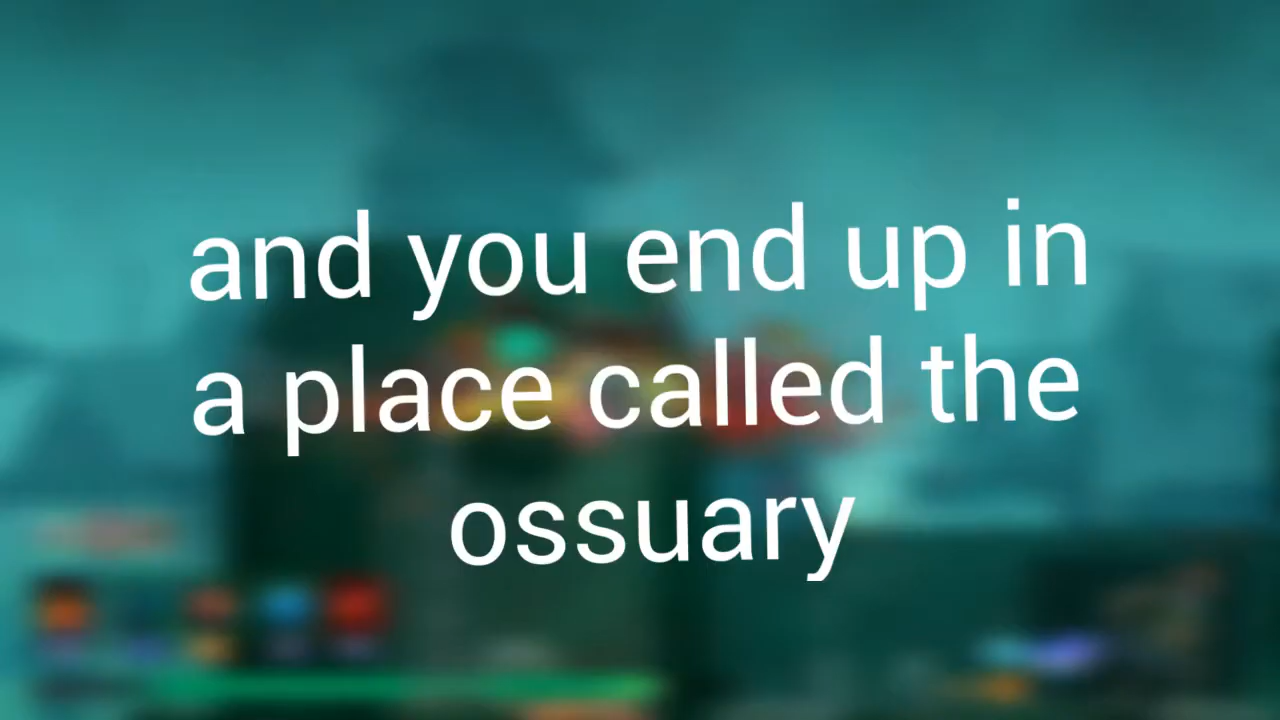 and you end up in
a place called the
ossuary